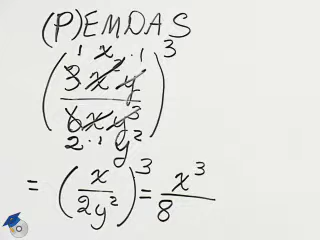 (P)EMDAS
1 x · 1
(3x²y / 6xy³)³
2 · 1 y²
= (x / 2y²)³ = x³ / 8